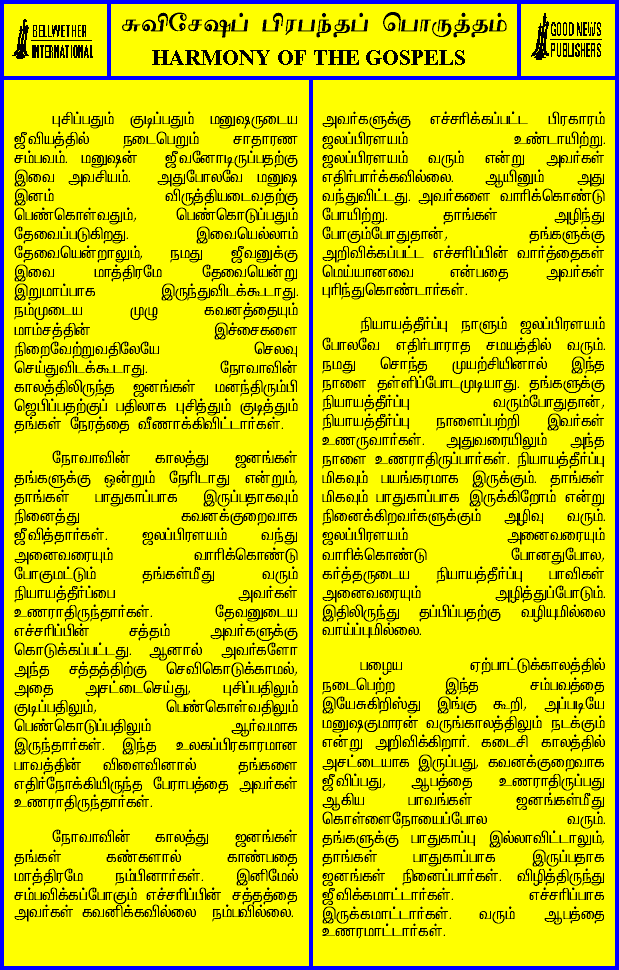 BELLWETHER
INTERNATIONAL
சுவிசேஷப் பிரபந்தப் பொருத்தம்
HARMONY OF THE GOSPELS
GOOD NEWS
PUBLISHERS
புசிப்பதும் குடிப்பதும் மனுஷருடைய
ஜீவியத்தில் நடைபெறும் சாதாரண
சம்பவம். மனுஷன் ஜீவனோடிருப்பதற்கு
இவை அவசியம். அதுபோலவே மனுஷ
இனம் விருத்தியடைவதற்கு
பெண்கொள்வதும், பெண்கொடுப்பதும்
தேவைப்படுகிறது. இவையெல்லாம்
தேவையென்றாலும், நமது ஜீவனுக்கு
இவை மாத்திரமே தேவையென்று
இறுமாப்பாக இருந்துவிடக்கூடாது.
நம்முடைய முழு கவனத்தையும்
மாம்சத்தின் இச்சைகளை
நிறைவேற்றுவதிலேயே செலவு
செய்துவிடக்கூடாது. நோவாவின்
காலத்திலிருந்த ஜனங்கள் மனந்திரும்பி
ஜெபிப்பதற்குப் பதிலாக புசித்தும் குடித்தும்
தங்கள் நேரத்தை வீணாக்கிவிட்டார்கள்.
நோவாவின் காலத்து ஜனங்கள்
தங்களுக்கு ஒன்றும் நேரிடாது என்றும்,
தாங்கள் பாதுகாப்பாக இருப்பதாகவும்
நினைத்து கவனக்குறைவாக
ஜீவித்தார்கள். ஜலப்பிரளயம் வந்து
அனைவரையும் வாரிக்கொண்டு
போகுமட்டும் தங்கள்மீது வரும்
நியாயத்தீர்ப்பை அவர்கள்
உணராதிருந்தார்கள். தேவனுடைய
எச்சரிப்பின் சத்தம் அவர்களுக்கு
கொடுக்கப்பட்டது. ஆனால் அவர்களோ
அந்த சத்தத்திற்கு செவிகொடுக்காமல்,
அதை அசட்டைசெய்து, புசிப்பதிலும்
குடிப்பதிலும், பெண்கொள்வதிலும்
பெண்கொடுப்பதிலும் ஆர்வமாக
இருந்தார்கள். இந்த உலகப்பிரகாரமான
பாவத்தின் விளைவினால் தங்களை
எதிர்நோக்கியிருந்த பேராபத்தை அவர்கள்
உணராதிருந்தார்கள்.
நோவாவின் காலத்து ஜனங்கள்
தங்கள் கண்களால் காண்பதை
மாத்திரமே நம்பினார்கள். இனிமேல்
சம்பவிக்கப்போகும் எச்சரிப்பின் சத்தத்தை
அவர்கள் கவனிக்கவில்லை நம்பவில்லை.
அவர்களுக்கு எச்சரிக்கப்பட்ட பிரகாரம்
ஜலப்பிரளயம் உண்டாயிற்று.
ஜலப்பிரளயம் வரும் என்று அவர்கள்
எதிர்பார்க்கவில்லை. ஆயினும் அது
வந்துவிட்டது. அவர்களை வாரிக்கொண்டு
போயிற்று. தாங்கள் அழிந்து
போகும்போதுதான், தங்களுக்கு
அறிவிக்கப்பட்ட எச்சரிப்பின் வார்த்தைகள்
மெய்யானவை என்பதை அவர்கள்
புரிந்துகொண்டார்கள்.
நியாயத்தீர்ப்பு நாளும் ஜலப்பிரளயம்
போலவே எதிர்பாராத சமயத்தில் வரும்.
நமது சொந்த முயற்சியினால் இந்த
நாளை தள்ளிப்போடமுடியாது. தங்களுக்கு
நியாயத்தீர்ப்பு வரும்போதுதான்,
நியாயத்தீர்ப்பு நாளைப்பற்றி இவர்கள்
உணருவார்கள். அதுவரையிலும் அந்த
நாளை உணராதிருப்பார்கள். நியாயத்தீர்ப்பு
மிகவும் பயங்கரமாக இருக்கும். தாங்கள்
மிகவும் பாதுகாப்பாக இருக்கிறோம் என்று
நினைக்கிறவர்களுக்கும் அழிவு வரும்.
ஜலப்பிரளயம் அனைவரையும்
வாரிக்கொண்டு போனதுபோல,
கர்த்தருடைய நியாயத்தீர்ப்பு பாவிகள்
அனைவரையும் அழித்துப்போடும்.
இதிலிருந்து தப்பிப்பதற்கு வழியுமில்லை
வாய்ப்புமில்லை.
பழைய ஏற்பாட்டுக்காலத்தில்
நடைபெற்ற இந்த சம்பவத்தை
இயேசுகிறிஸ்து இங்கு கூறி, அப்படியே
மனுஷகுமாரன் வருங்காலத்திலும் நடக்கும்
என்று அறிவிக்கிறார். கடைசி காலத்தில்
அசட்டையாக இருப்பது, கவனக்குறைவாக
ஜீவிப்பது, ஆபத்தை உணராதிருப்பது
ஆகிய பாவங்கள் ஜனங்கள்மீது
கொள்ளைநோயைப்போல வரும்.
தங்களுக்கு பாதுகாப்பு இல்லாவிட்டாலும்,
தாங்கள் பாதுகாப்பாக இருப்பதாக
ஜனங்கள் நினைப்பார்கள். விழித்திருந்து
ஜீவிக்கமாட்டார்கள். எச்சரிப்பாக
இருக்கமாட்டார்கள். வரும் ஆபத்தை
உணரமாட்டார்கள்.